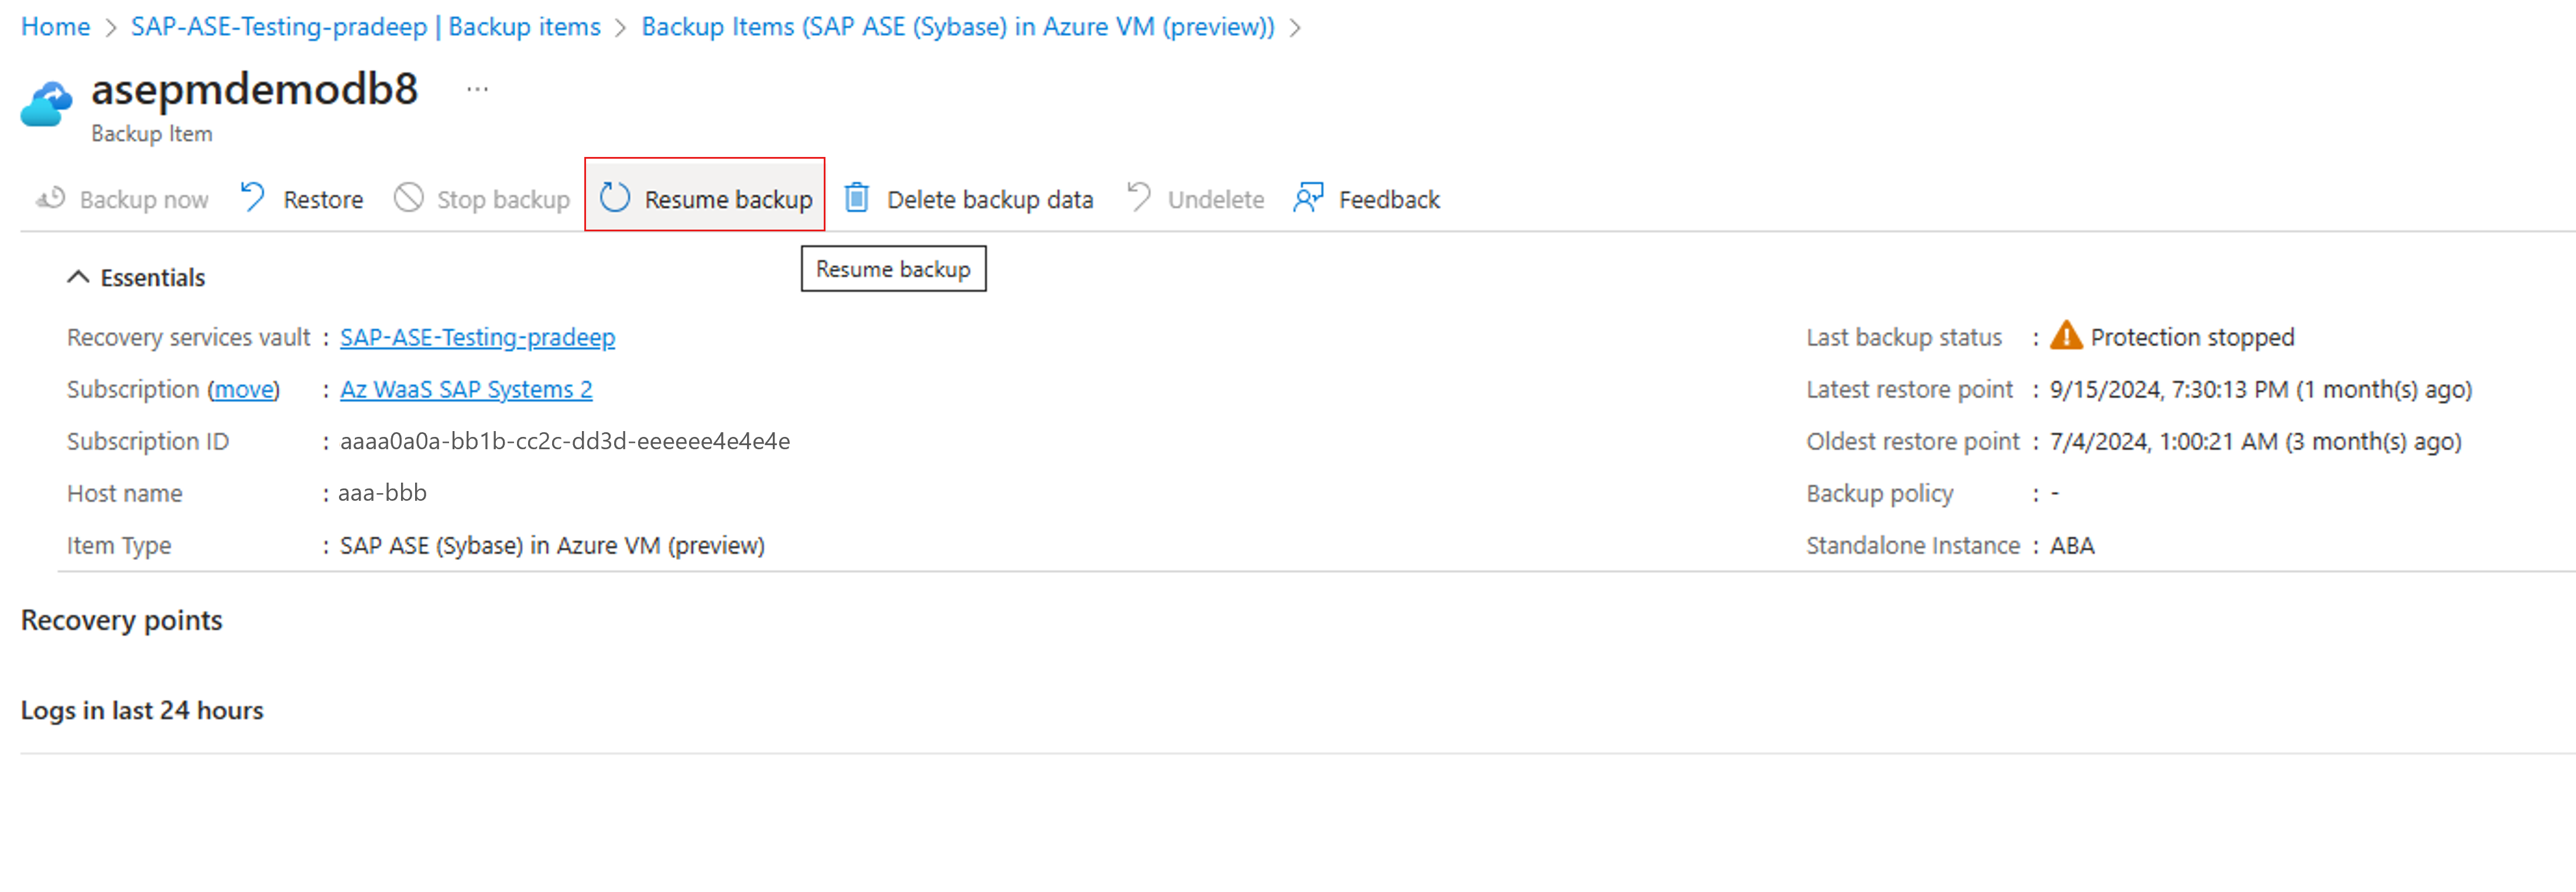 Home > SAP-ASE-Testing-pradeep | Backup items > Backup Items (SAP ASE (Sybase) in Azure VM (preview)) >
asepmdemodb8 ...
Backup Item
Backup now Restore Stop backup Resume backup Delete backup data Undelete Feedback
Resume backup
Essentials
Recovery services vault : SAP-ASE-Testing-pradeep
Subscription (move) : Az WaaS SAP Systems 2
Subscription ID : aaaa0a0a-bb1b-cc2c-dd3d-eeeeee4e4e4e
Host name : aaa-bbb
Item Type : SAP ASE (Sybase) in Azure VM (preview)
Last backup status : Protection stopped
Latest restore point : 9/15/2024, 7:30:13 PM (1 month(s) ago)
Oldest restore point : 7/4/2024, 1:00:21 AM (3 month(s) ago)
Backup policy : -
Standalone Instance : ABA
Recovery points
Logs in last 24 hours